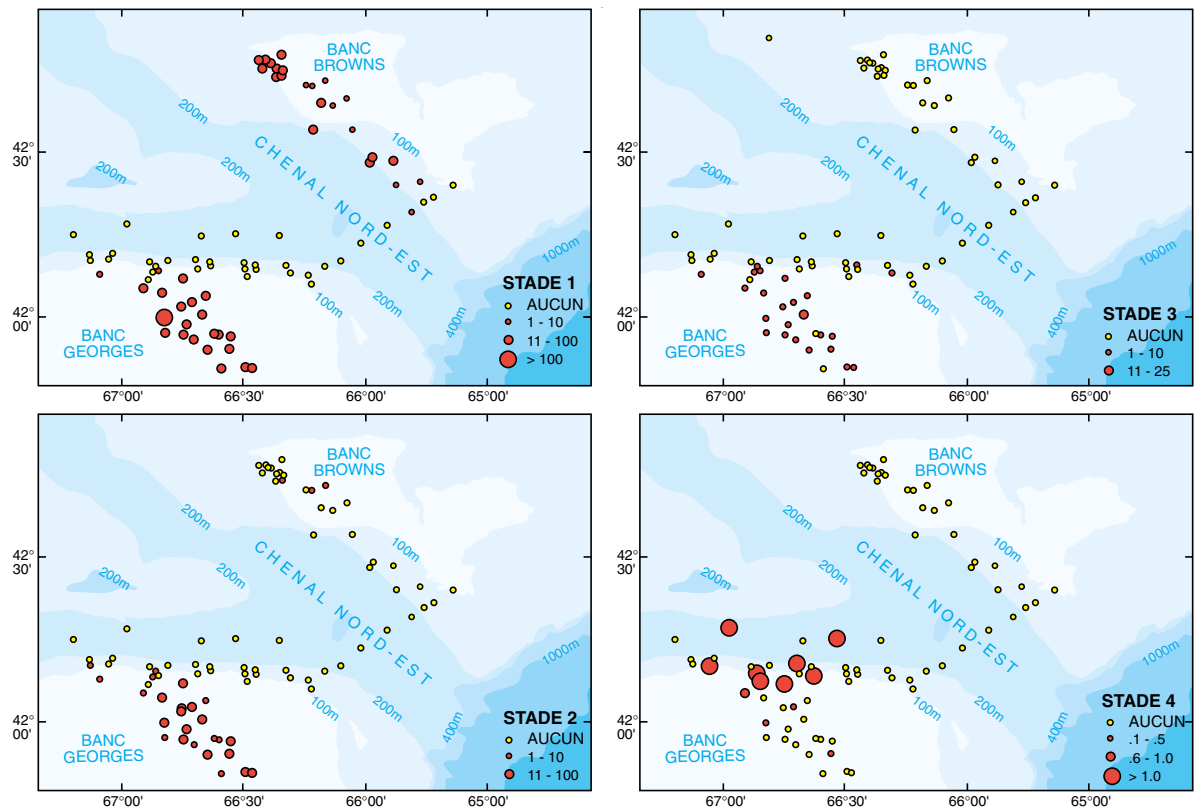 BANC
BROWNS
200m
100m
42°
30'
200m
200m
CHENAL NORD-EST
1000m
100m
200m
400m
42°
00'
BANC
GEORGES
STADE 1
AUCUN
1 - 10
11 - 100
> 100
67°00'
66°30'
66°00'
65°00'
BANC
BROWNS
200m
100m
42°
30'
200m
200m
CHENAL NORD-EST
1000m
100m
200m
400m
42°
00'
BANC
GEORGES
STADE 3
AUCUN
1 - 10
11 - 25
67°00'
66°30'
66°00'
65°00'
BANC
BROWNS
200m
100m
42°
30'
200m
200m
CHENAL NORD-EST
1000m
100m
200m
400m
42°
00'
BANC
GEORGES
STADE 2
AUCUN
1 - 10
11 - 100
67°00'
66°30'
66°00'
65°00'
BANC
BROWNS
200m
100m
42°
30'
200m
200m
CHENAL NORD-EST
1000m
100m
200m
400m
42°
00'
BANC
GEORGES
STADE 4
AUCUN
.1 - .5
.6 - 1.0
> 1.0
67°00'
66°30'
66°00'
65°00'